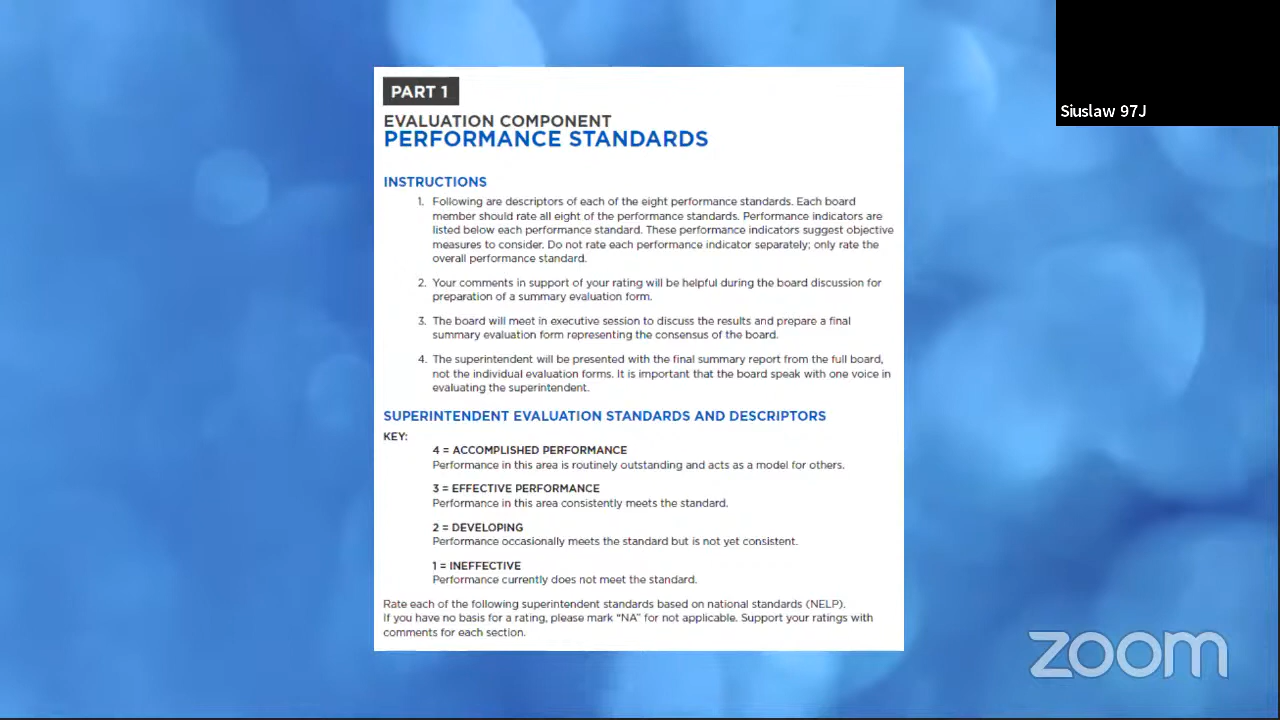 PART 1
EVALUATION COMPONENT
PERFORMANCE STANDARDS
INSTRUCTIONS
1. Following are descriptors of each of the eight performance standards. Each board
member should rate all eight of the performance standards. Performance indicators are
listed below each performance standard. These performance indicators suggest objective
measures to consider. Do not rate each performance indicator separately; only rate the
overall performance standard.
2. Your comments in support of your rating will be helpful during the board discussion for
preparation of a summary evaluation form.
3. The board will meet in executive session to discuss the results and prepare a final
summary evaluation form representing the consensus of the board.
4. The superintendent will be presented with the final summary report from the full board,
not the individual evaluation forms. It is important that the board speak with one voice in
evaluating the superintendent.
SUPERINTENDENT EVALUATION STANDARDS AND DESCRIPTORS
KEY:
4 = ACCOMPLISHED PERFORMANCE
Performance in this area is routinely outstanding and acts as a model for others.
3 = EFFECTIVE PERFORMANCE
Performance in this area consistently meets the standard.
2 = DEVELOPING
Performance occasionally meets the standard but is not yet consistent.
1 = INEFFECTIVE
Performance currently does not meet the standard.
Rate each of the following superintendent standards based on national standards (NELP).
If you have no basis for a rating, please mark “NA” for not applicable. Support your ratings with
comments for each section.
Siuslaw 97J
zoom